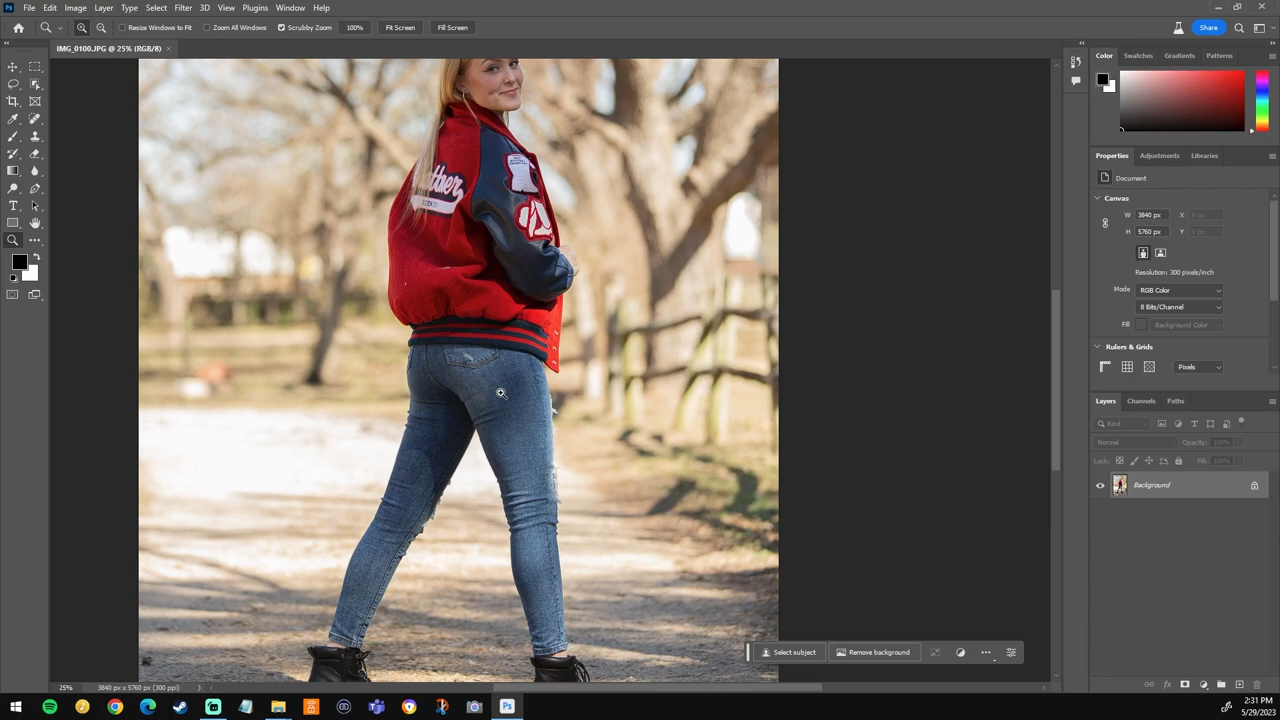 File Edit Image Layer Type Select Filter 3D View Plugins Window Help
Resize Windows to Fit Zoom All Windows Scrubby Zoom 100% Fit Screen Fill Screen Share
IMG_0100.JPG @ 25% (RGB/8) ×
Color Swatches Gradients Patterns
Properties Adjustments Libraries
Document
Canvas
W 3840 px X 0 px
H 5760 px Y 0 px
Resolution: 300 pixels/inch
Mode RGB Color
8 Bits/Channel
Fill Background Color
Rulers & Grids
Pixels
Layers Channels Paths
Kind
Normal Opacity: 100%
Lock: Fill: 100%
Background
Select subject Remove background
25% 3840 px x 5760 px (300 ppi)
2:31 PM
5/29/2023